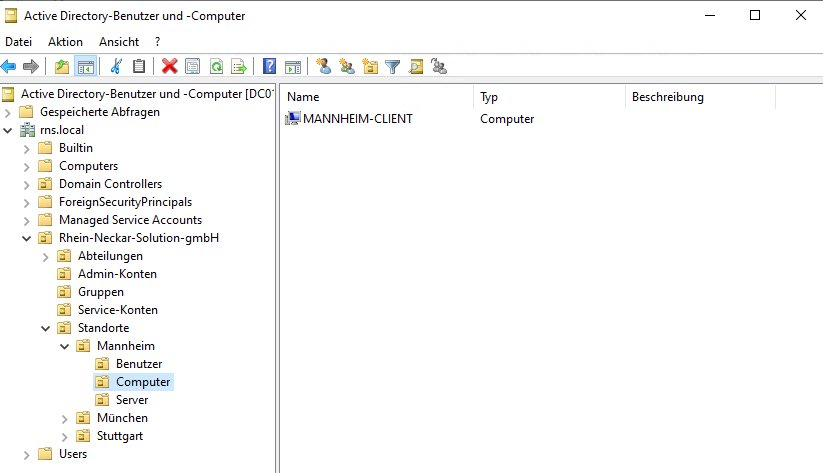 Active Directory-Benutzer und -Computer
Datei Aktion Ansicht ?
Active Directory-Benutzer und -Computer [DC01
Gespeicherte Abfragen
rns.local
Builtin
Computers
Domain Controllers
ForeignSecurityPrincipals
Managed Service Accounts
Rhein-Neckar-Solution-gmbH
Abteilungen
Admin-Konten
Gruppen
Service-Konten
Standorte
Mannheim
Benutzer
Computer
Server
München
Stuttgart
Users
Name Typ Beschreibung
MANNHEIM-CLIENT Computer